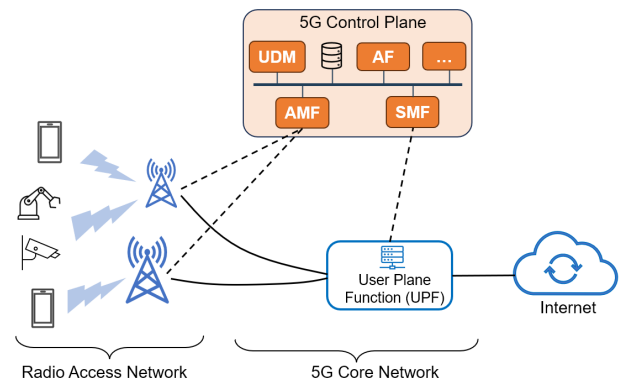 5G Control Plane
UDM
AF
...
AMF
SMF
User Plane
Function (UPF)
Internet
Radio Access Network
5G Core Network